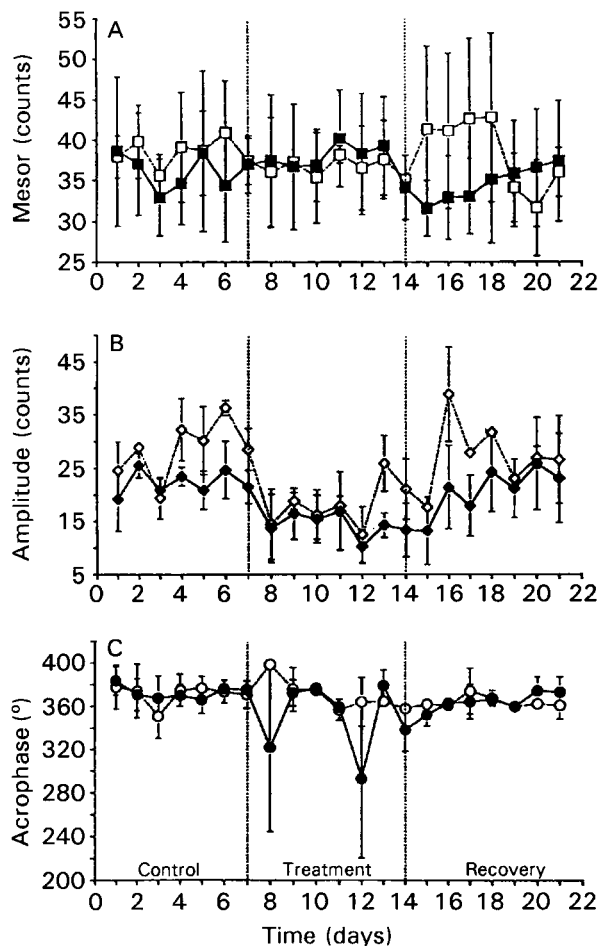 A
Mesor (counts)
55
50
45
40
35
30
25
0 2 4 6 8 10 12 14 16 18 20 22
B
Amplitude (counts)
45
35
25
15
5
0 2 4 6 8 10 12 14 16 18 20 22
C
Acrophase (°)
400
360
320
280
240
200
Control Treatment Recovery
0 2 4 6 8 10 12 14 16 18 20 22
Time (days)